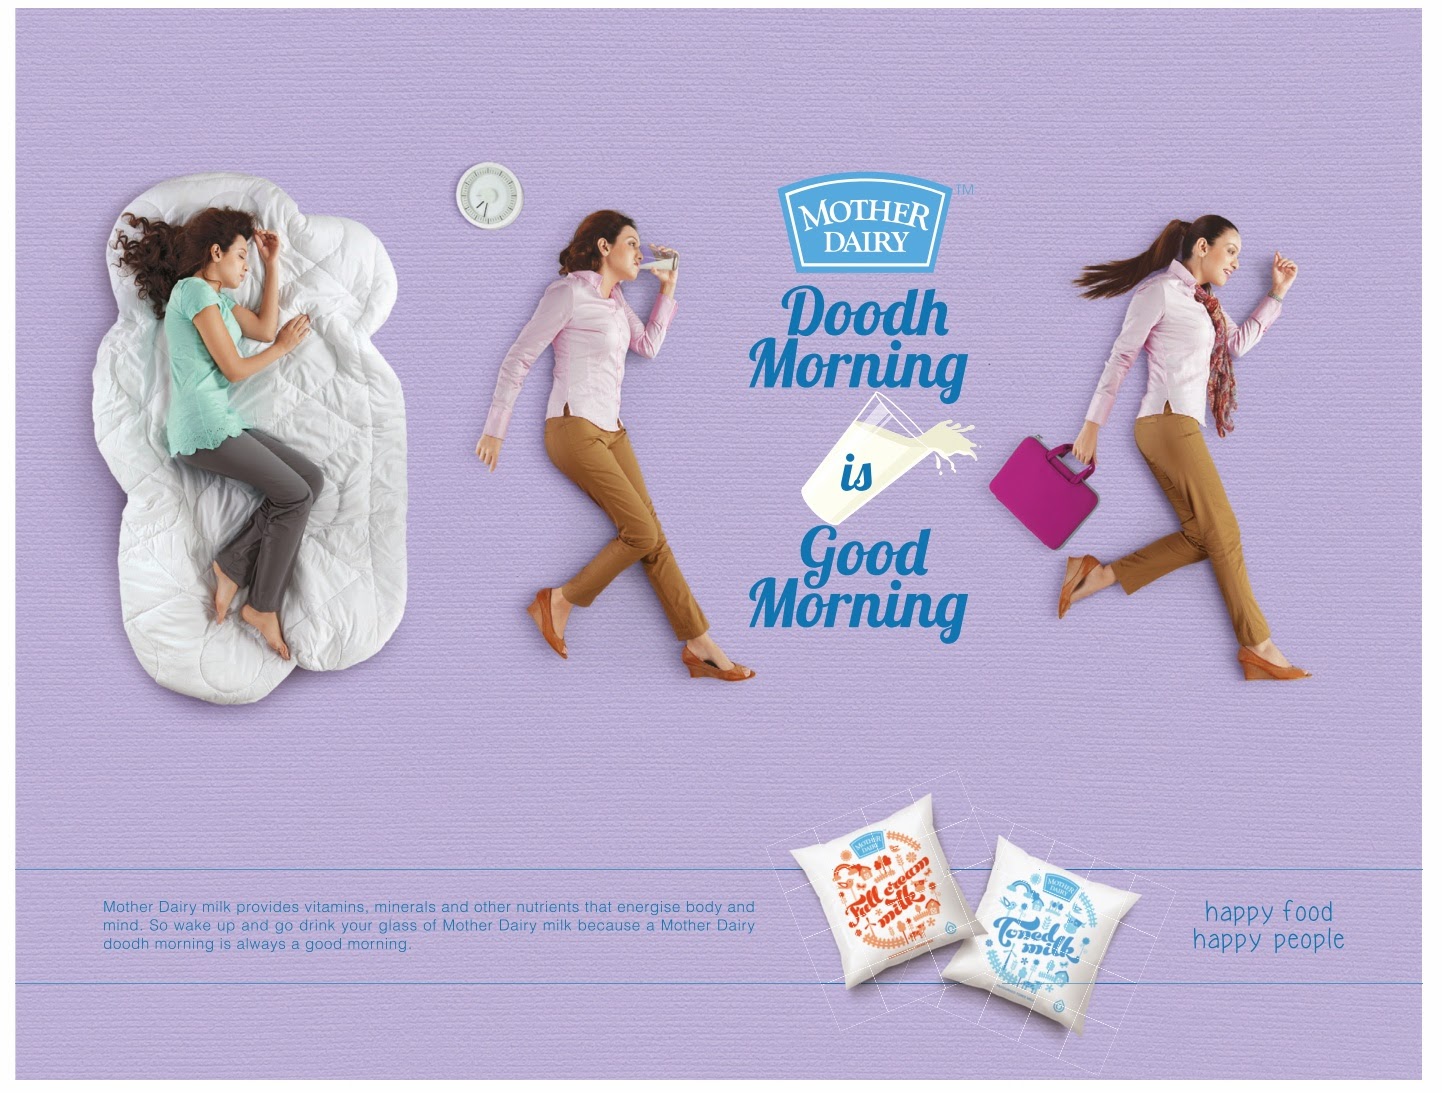 MOTHER
DAIRY
TM
Doodh
Morning
is
Good
Morning
Mother Dairy milk provides vitamins, minerals and other nutrients that energise body and
mind. So wake up and go drink your glass of Mother Dairy milk because a Mother Dairy
doodh morning is always a good morning.
MOTHER
DAIRY
Full cream
milk
MOTHER
DAIRY
Toned
milk
happy food
happy people